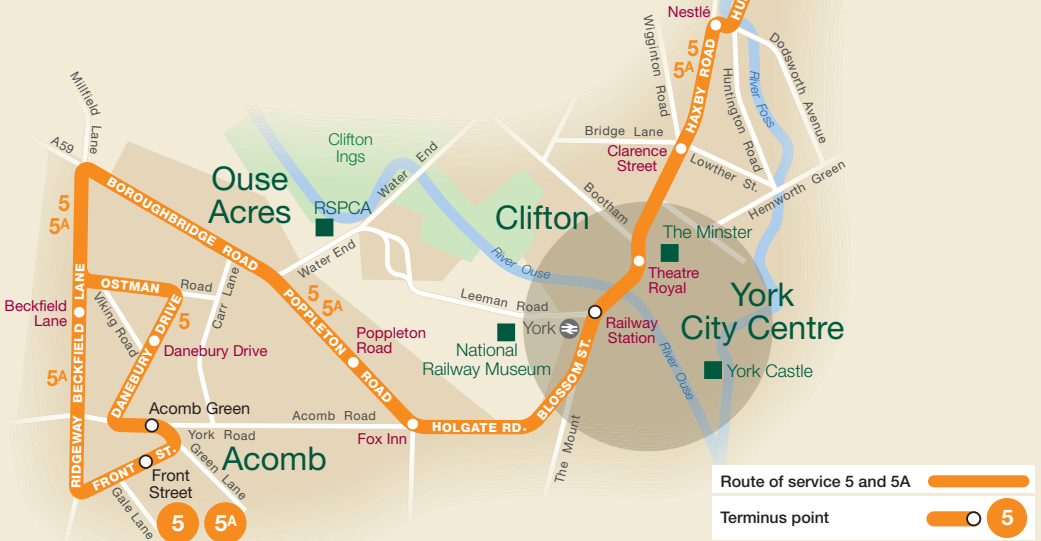 Nestlé
HU
5
5A
HAXBY ROAD
Wigginton Road
Huntington Road
River Foss
Dodsworth Avenue
Millfield Lane
A59
Clifton
Ings
Water End
Bridge Lane
Clarence
Street
Lowther St.
Hemworth Green
Ouse
Acres
RSPCA
Bootham
Clifton
The Minster
5
5A
BOROUGHBRIDGE ROAD
Water End
River Ouse
Theatre
Royal
OSTMAN
Road
Carr Lane
Viking Road
5
5A
POPPLETON ROAD
Leeman Road
York
City Centre
Beckfield
Lane
BECKFIELD LANE
5
DANEBURY DRIVE
Danebury Drive
Poppleton
Road
York
Railway
Station
National
Railway Museum
River Ouse
York Castle
5A
BLOSSOM ST.
Acomb Green
Acomb Road
Fox Inn
HOLGATE RD.
York Road
The Mount
RIDGEWAY
FRONT ST.
Green Lane
Acomb
Front
Street
Gale Lane
5
5A
Route of service 5 and 5A
Terminus point
5